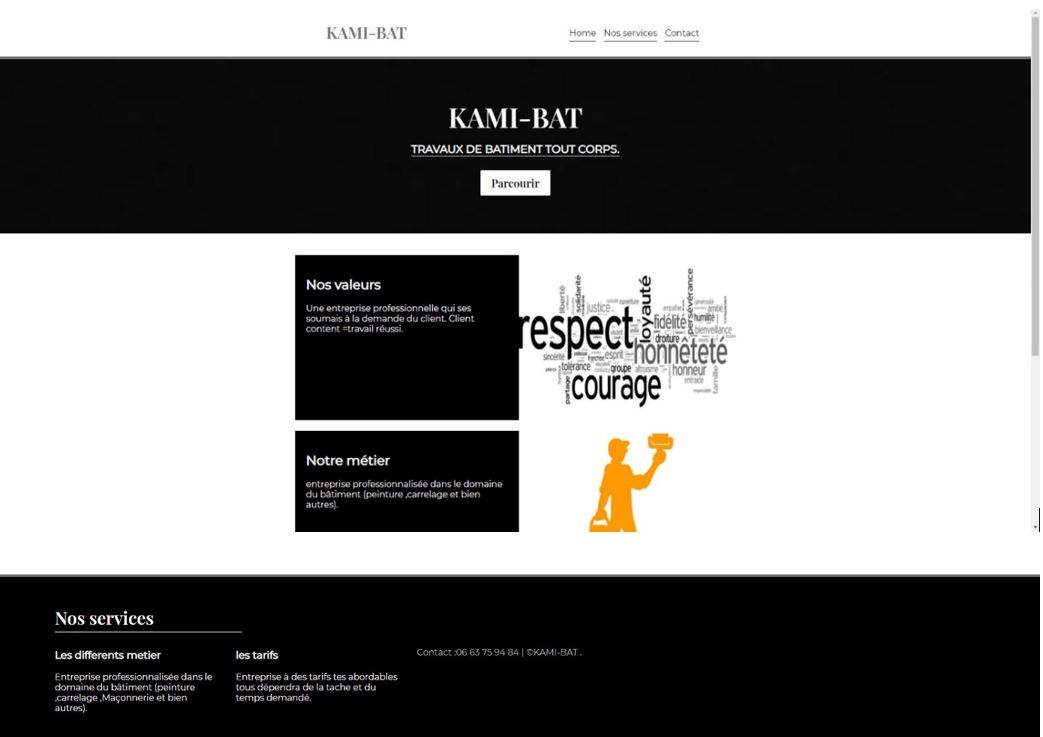 KAMI-BAT
Home Nos services Contact
KAMI-BAT
TRAVAUX DE BATIMENT TOUT CORPS.
Parcourir
Nos valeurs
Une entreprise professionnelle qui ses
soumais à la demande du client. Client
content =travail réussi.
liberté
solidarité
justice
ouverture
loyauté
empathie
persévérance
générosité
amitié
respect
fidélité
humilité
bienveillance
droiture
sincérité
esprit
honnêteté
tolérance
groupe
altruisme
honneur
entraide
famille
partage
courage
Notre métier
entreprise professionnalisée dans le domaine
du bâtiment (peinture ,carrelage et bien
autres).
Nos services
Les differents metier
Entreprise professionnalisée dans le
domaine du bâtiment (peinture
,carrelage ,Maçonnerie et bien
autres).
les tarifs
Entreprise à des tarifs tes abordables
tous dépendra de la tache et du
temps demandé.
Contact :06 63 75 94 84 | ©KAMI-BAT .